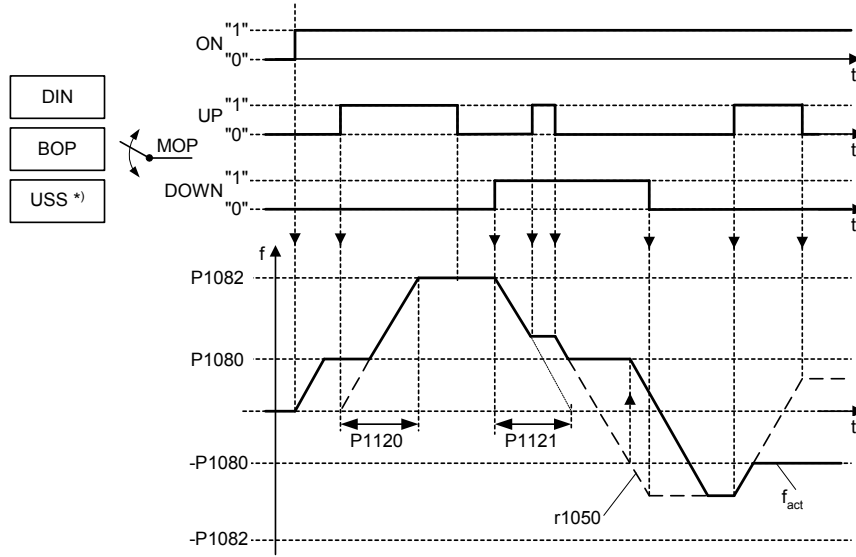 ON
"1"
"0"
t
DIN
BOP
USS *)
MOP
UP
"1"
"0"
t
DOWN
"1"
"0"
t
f
P1082
P1080
t
P1120
P1121
-P1080
r1050
fact
-P1082